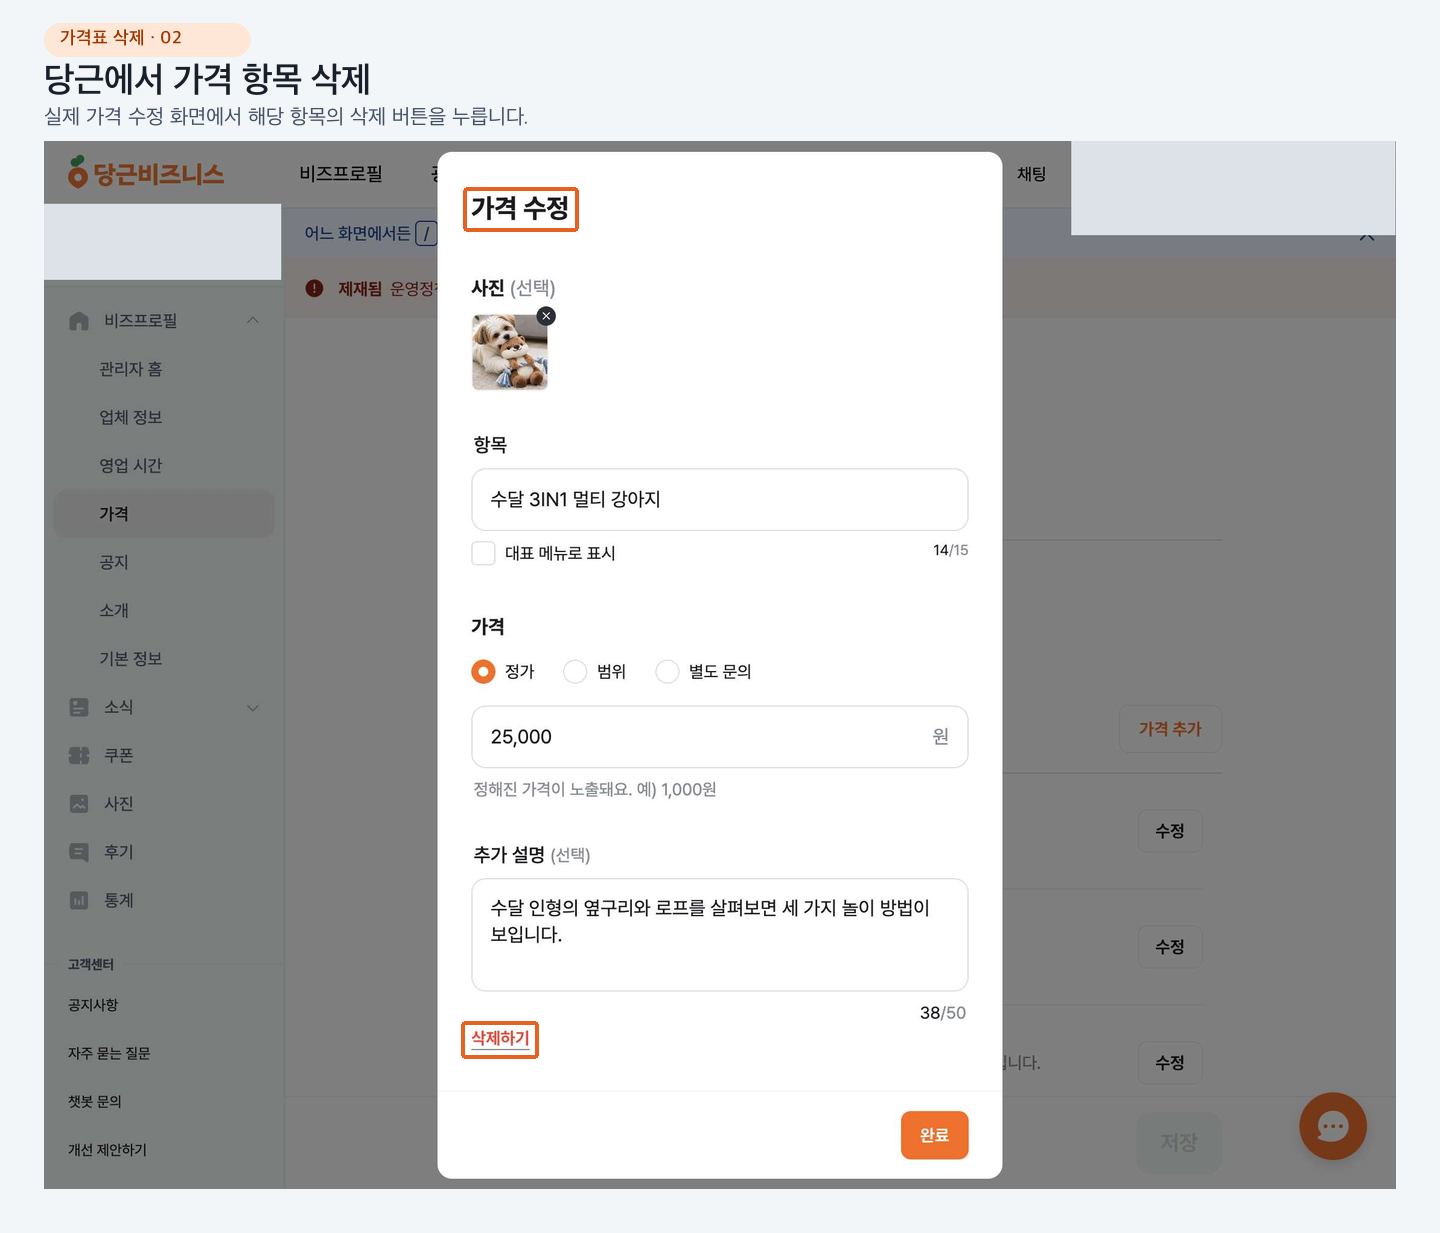 가격표 삭제 · 02
당근에서 가격 항목 삭제
실제 가격 수정 화면에서 해당 항목의 삭제 버튼을 누릅니다.
당근비즈니스
비즈프로필
채팅
어느 화면에서든 /
제재됨 운영정
비즈프로필
관리자 홈
업체 정보
영업 시간
가격
공지
소개
기본 정보
소식
쿠폰
사진
후기
통계
고객센터
공지사항
자주 묻는 질문
챗봇 문의
개선 제안하기
가격 수정
사진 (선택)
항목
수달 3IN1 멀티 강아지
대표 메뉴로 표시
14/15
가격
정가
범위
별도 문의
25,000
원
정해진 가격이 노출돼요. 예) 1,000원
추가 설명 (선택)
수달 인형의 옆구리와 로프를 살펴보면 세 가지 놀이 방법이
보입니다.
38/50
삭제하기
완료
가격 추가
수정
수정
니다.
수정
저장